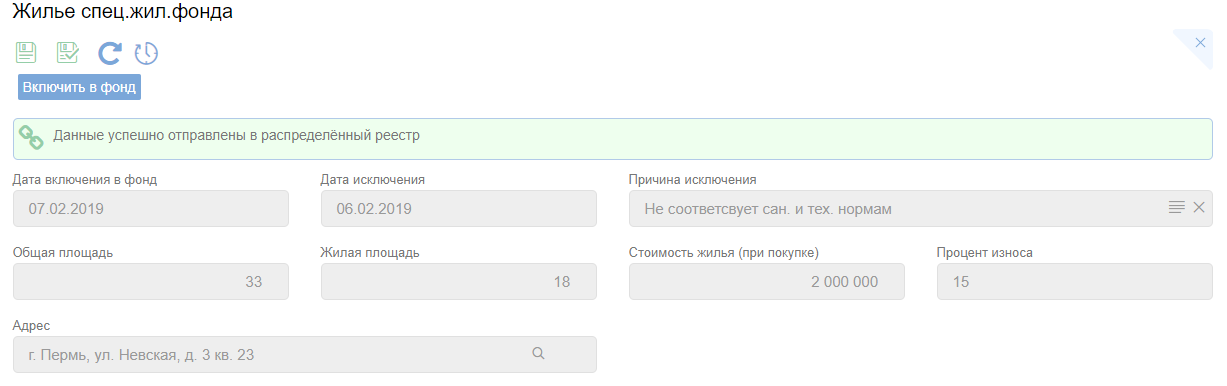 Жилье спец.жил.фонда
Включить в фонд
Данные успешно отправлены в распределённый реестр
Дата включения в фонд Дата исключения Причина исключения
07.02.2019 06.02.2019 Не соответсвует сан. и тех. нормам
Общая площадь Жилая площадь Стоимость жилья (при покупке) Процент износа
33 18 2 000 000 15
Адрес
г. Пермь, ул. Невская, д. 3 кв. 23